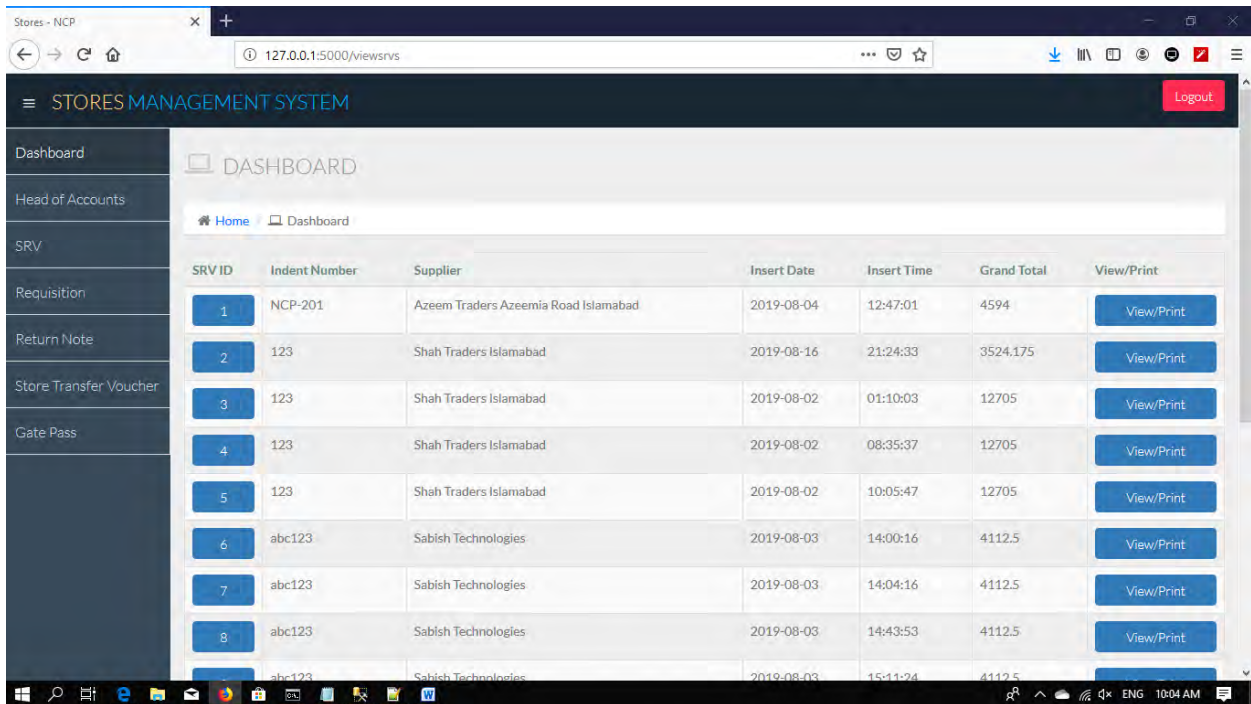 Stores - NCP
127.0.0.1:5000/viewsrvs
STORES MANAGEMENT SYSTEM
Logout
Dashboard
Head of Accounts
SRV
Requisition
Return Note
Store Transfer Voucher
Gate Pass
DASHBOARD
Home / Dashboard
SRV ID Indent Number Supplier Insert Date Insert Time Grand Total View/Print
1 NCP-201 Azeem Traders Azeemia Road Islamabad 2019-08-04 12:47:01 4594 View/Print
2 123 Shah Traders Islamabad 2019-08-16 21:24:33 3524.175 View/Print
3 123 Shah Traders Islamabad 2019-08-02 01:10:03 12705 View/Print
4 123 Shah Traders Islamabad 2019-08-02 08:35:37 12705 View/Print
5 123 Shah Traders Islamabad 2019-08-02 10:05:47 12705 View/Print
6 abc123 Sabish Technologies 2019-08-03 14:00:16 4112.5 View/Print
7 abc123 Sabish Technologies 2019-08-03 14:04:16 4112.5 View/Print
8 abc123 Sabish Technologies 2019-08-03 14:43:53 4112.5 View/Print
abc123 Sabish Technologies 2019-08-03 15:11:24 4112.5
ENG 10:04 AM